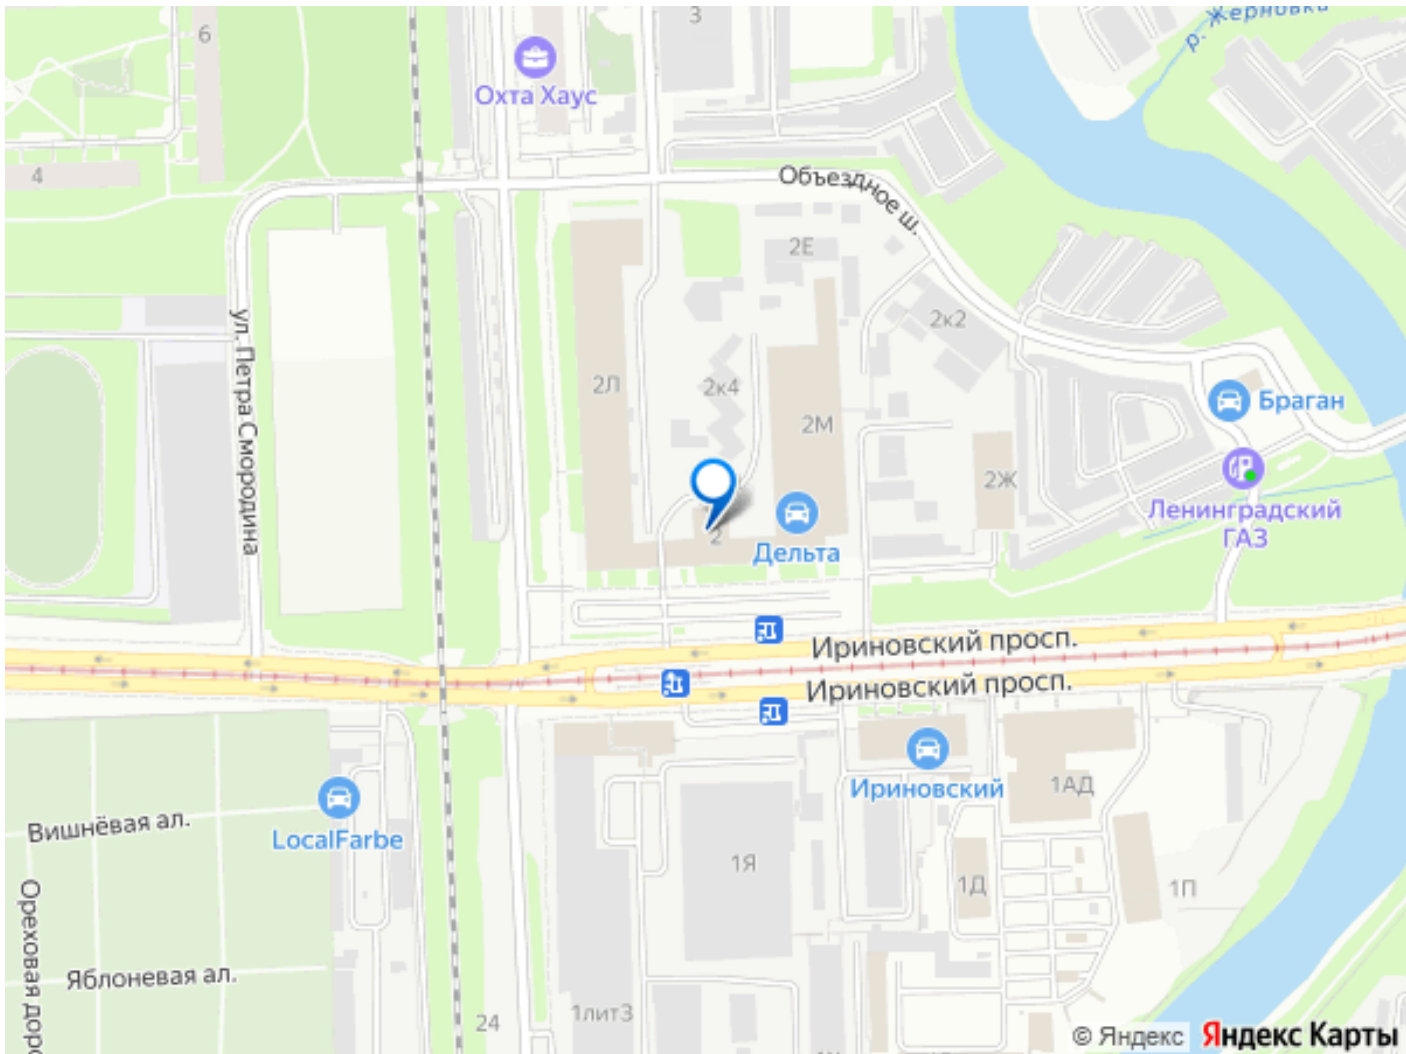 р. Жерновка
6
3
Охта Хаус
4
Объездное ш.
2Е
2к2
ул. Петра Смородина
2Л
2к4
2М
Браган
2Ж
Ленинградский
ГАЗ
2
Дельта
Ириновский просп.
Ириновский просп.
Ириновский
1АД
LocalFarbe
Вишнёвая ал.
1Я
1Д
1П
Ореховая доро
Яблоневая ал.
1лит3
24
© Яндекс
Яндекс Карты